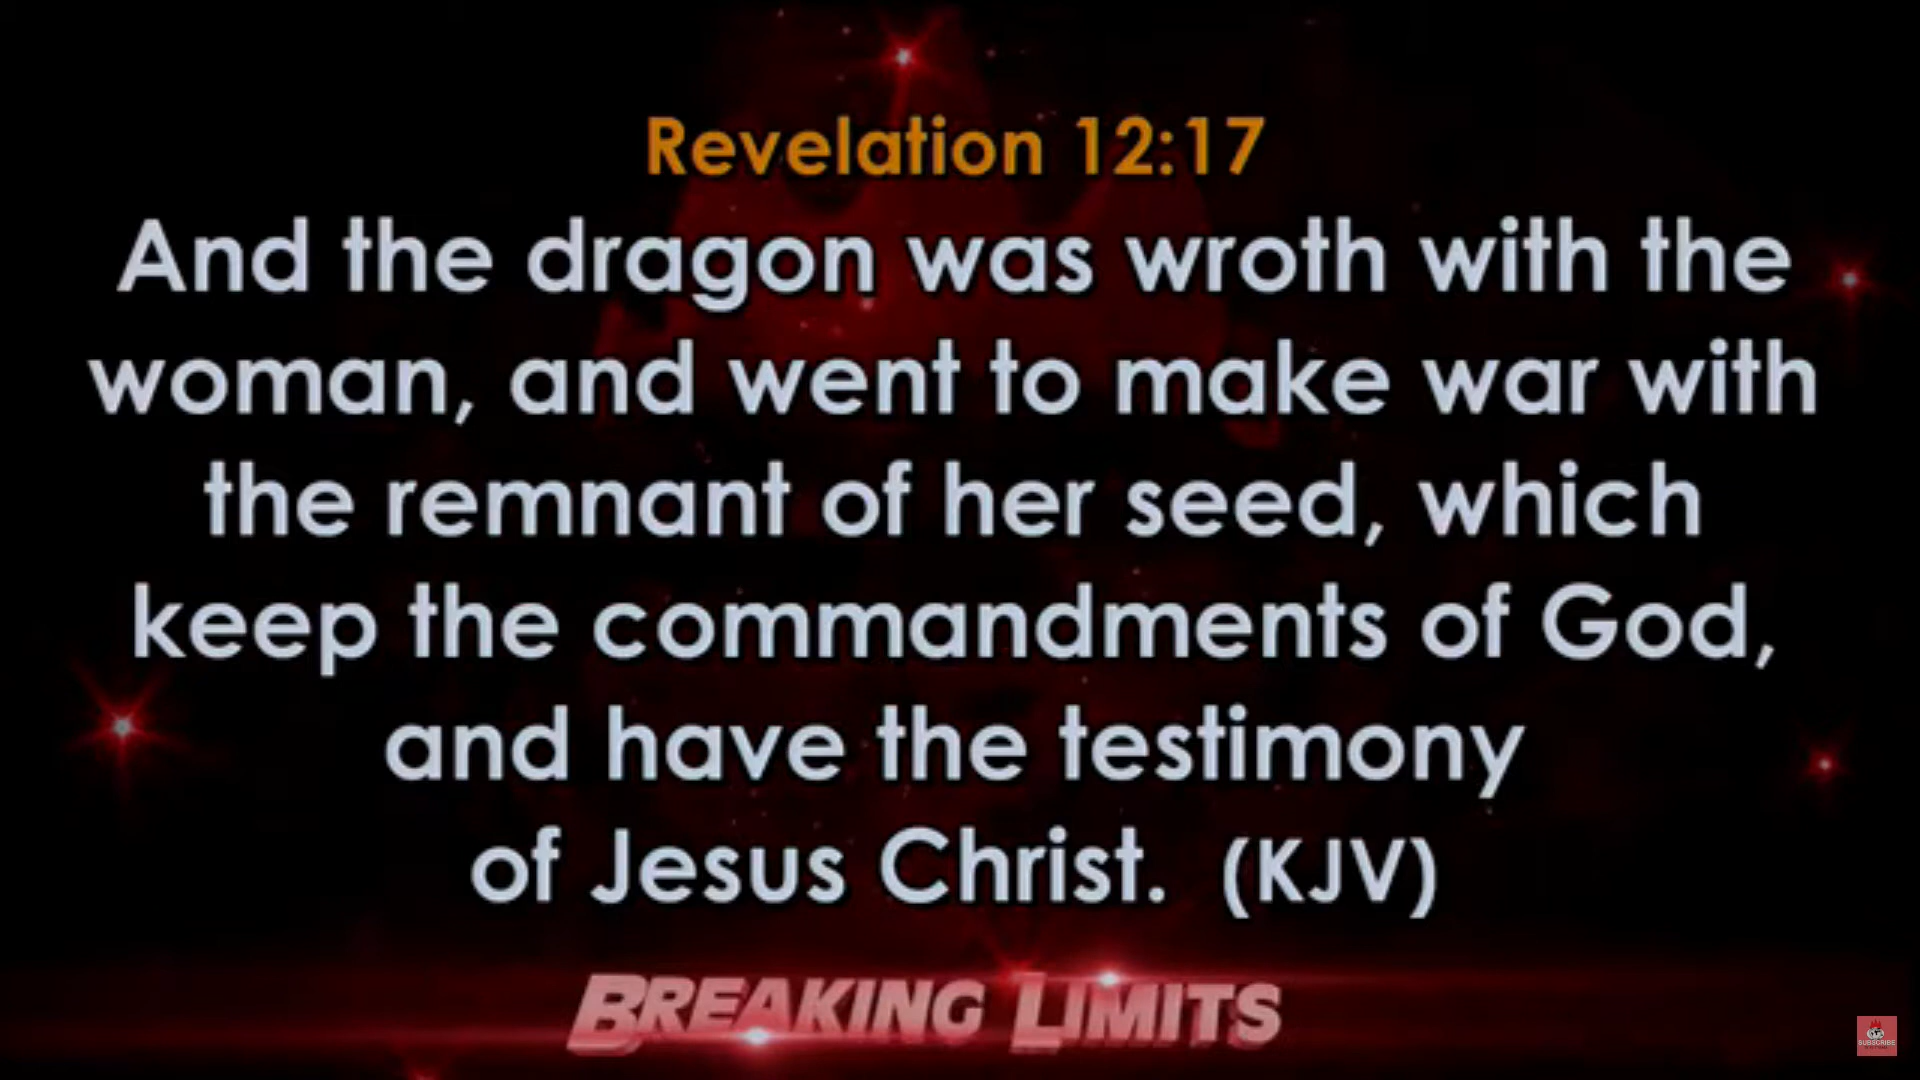 Revelation 12:17
And the dragon was wroth with the
woman, and went to make war with
the remnant of her seed, which
keep the commandments of God,
and have the testimony
of Jesus Christ. (KJV)
BREAKING LIMITS
SUBSCRIBE